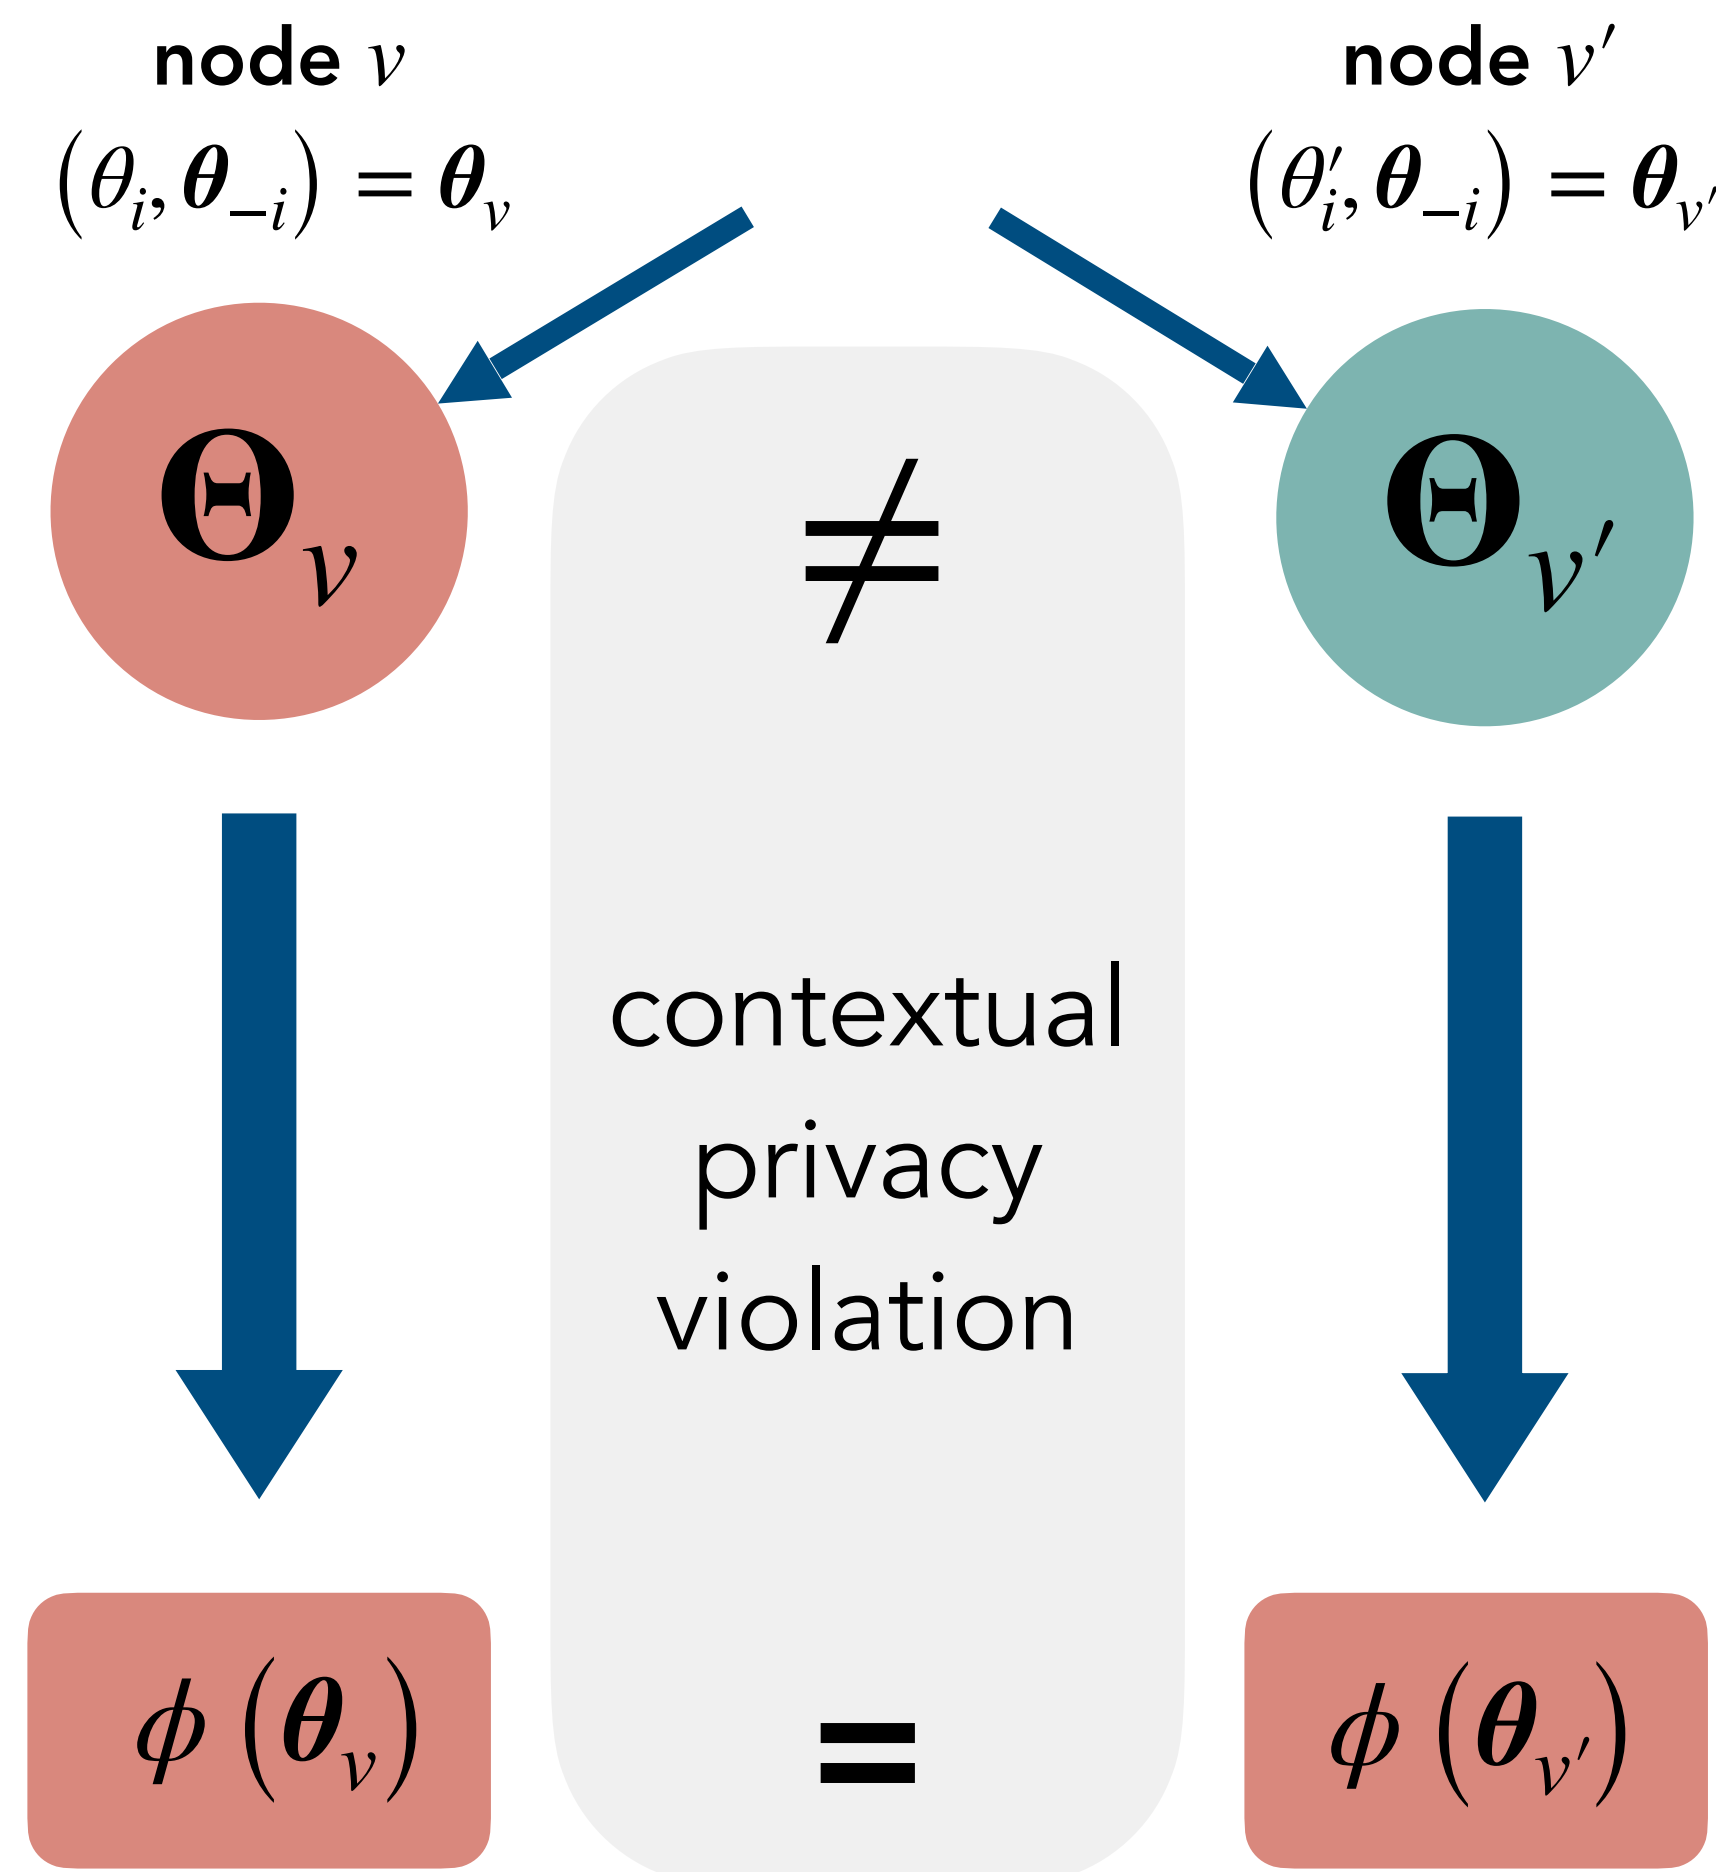 node v
(θᵢ, θ₋ᵢ) = θᵥ
node v′
(θ′ᵢ, θ₋ᵢ) = θᵥ′
Θᵥ
≠
Θᵥ′
contextual
privacy
violation
ϕ (θᵥ)
=
ϕ (θᵥ′)